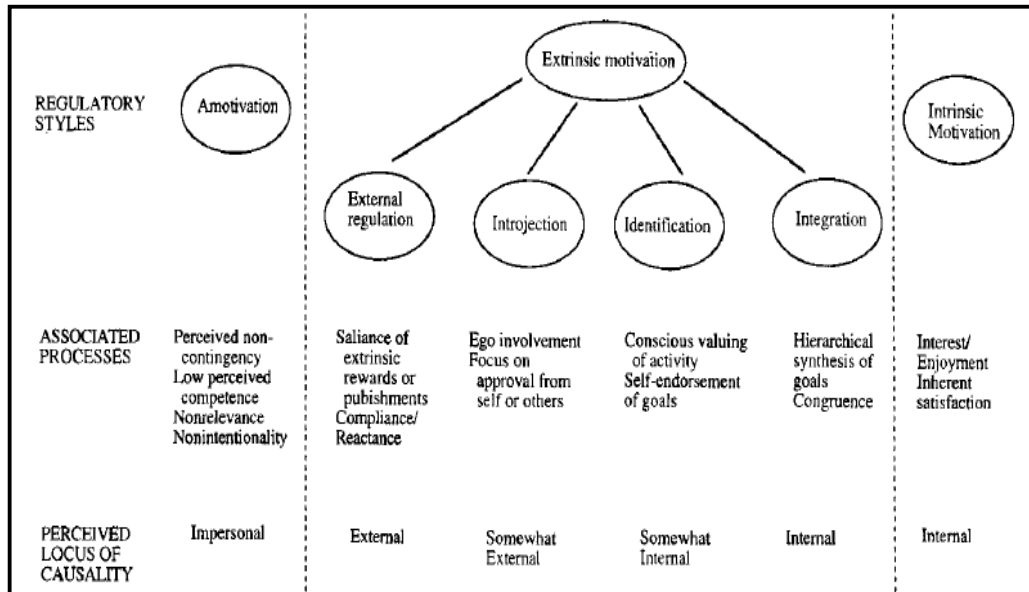 Extrinsic motivation
REGULATORY
STYLES
Amotivation
Intrinsic
Motivation
External
regulation
Introjection
Identification
Integration
ASSOCIATED
PROCESSES
Perceived non-
contingency
Low perceived
competence
Nonrelevance
Nonintentionality
Saliance of
extrinsic
rewards or
pubishments
Compliance/
Reactance
Ego involvement
Focus on
approval from
self or others
Conscious valuing
of activity
Self-endorsement
of goals
Hierarchical
synthesis of
goals
Congruence
Interest/
Enjoyment
Inherent
satisfaction
PERCEIVED
LOCUS OF
CAUSALITY
Impersonal
External
Somewhat
External
Somewhat
Internal
Internal
Internal